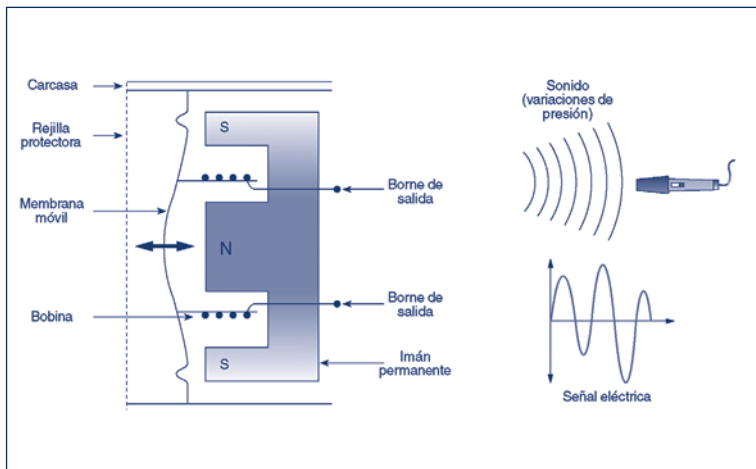 Carcasa
Rejilla
protectora
Membrana
móvil
Bobina
S
N
S
Borne de
salida
Borne de
salida
Imán
permanente
Sonido
(variaciones de
presión)
Señal eléctrica